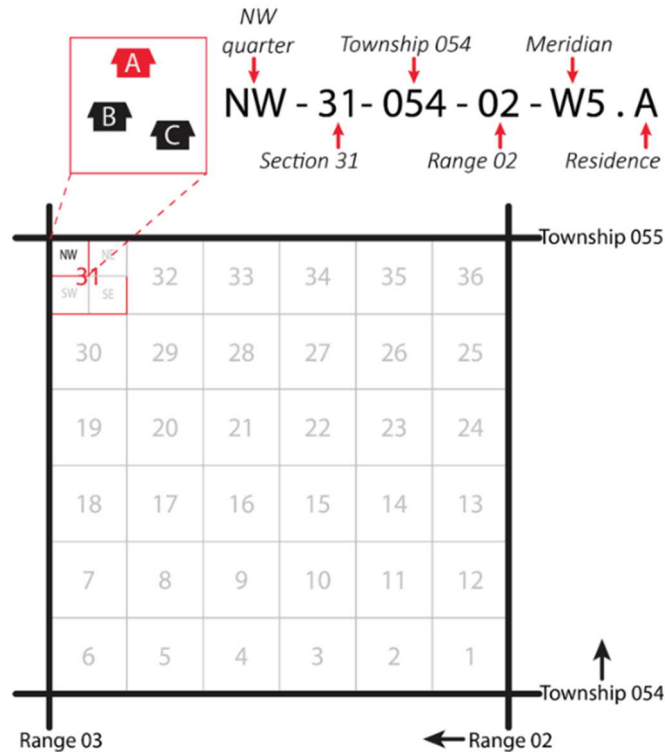 NW
quarter
Township 054
Meridian
NW - 31- 054 - 02 - W5 . A
Section 31
Range 02
Residence
A
B
C
Township 055
NW NE
31
SW SE
32 33 34 35 36
30 29 28 27 26 25
19 20 21 22 23 24
18 17 16 15 14 13
7 8 9 10 11 12
6 5 4 3 2 1
Township 054
Range 03
Range 02